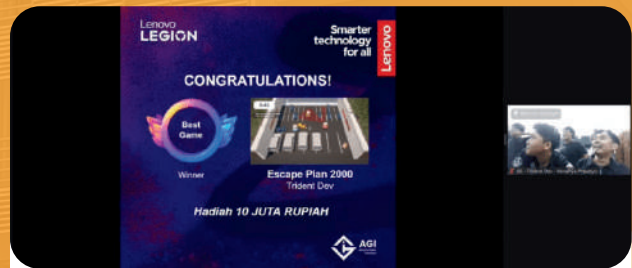 Lenovo
LEGION
Smarter
technology
for all
Lenovo
CONGRATULATIONS!
Best
Game
Winner
Escape Plan 2000
Trident Dev
Hadiah 10 JUTA RUPIAH
AGI